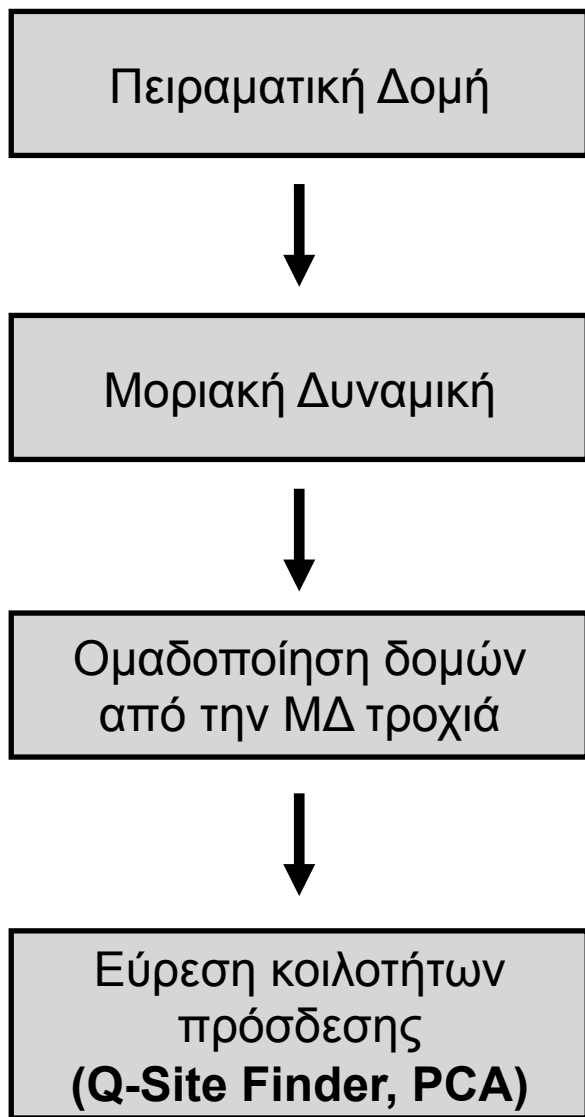 Πειραματική Δομή
Μοριακή Δυναμική
Ομαδοποίηση δομών
από την ΜΔ τροχιά
Εύρεση κοιλοτήτων
πρόσδεσης
(Q-Site Finder, PCA)